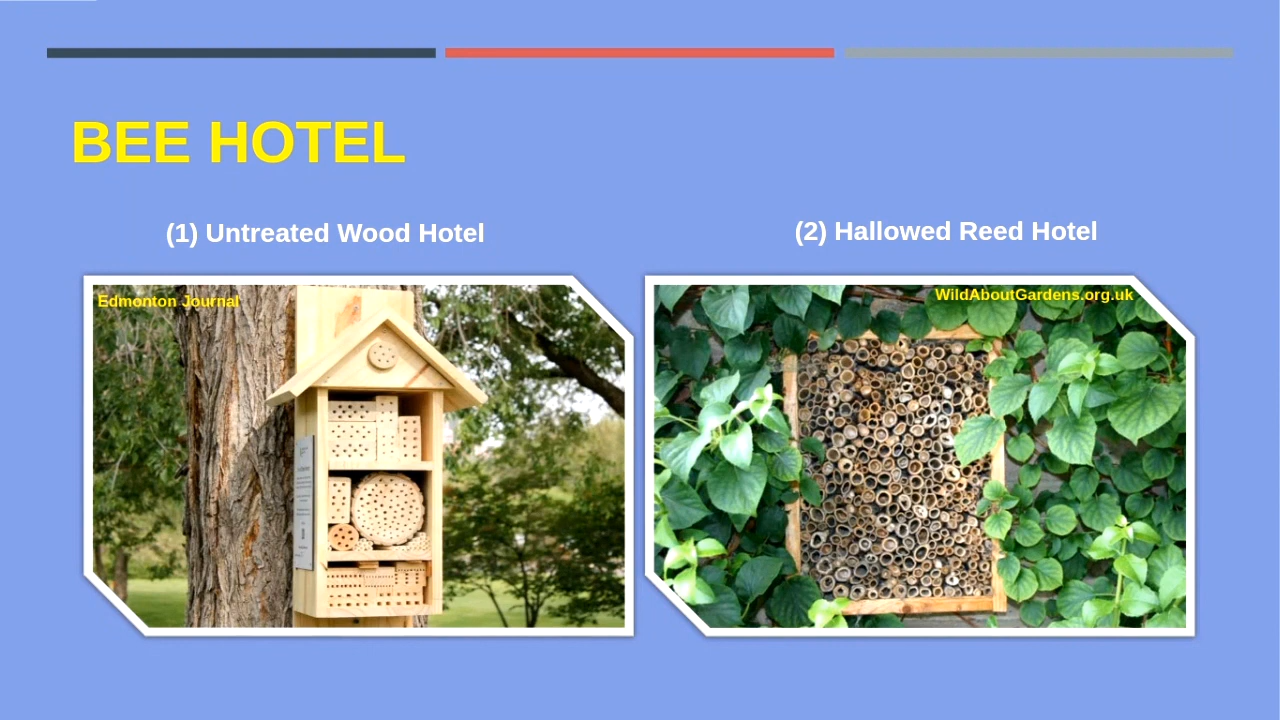 BEE HOTEL
(1) Untreated Wood Hotel
(2) Hallowed Reed Hotel
Edmonton Journal
WildAboutGardens.org.uk